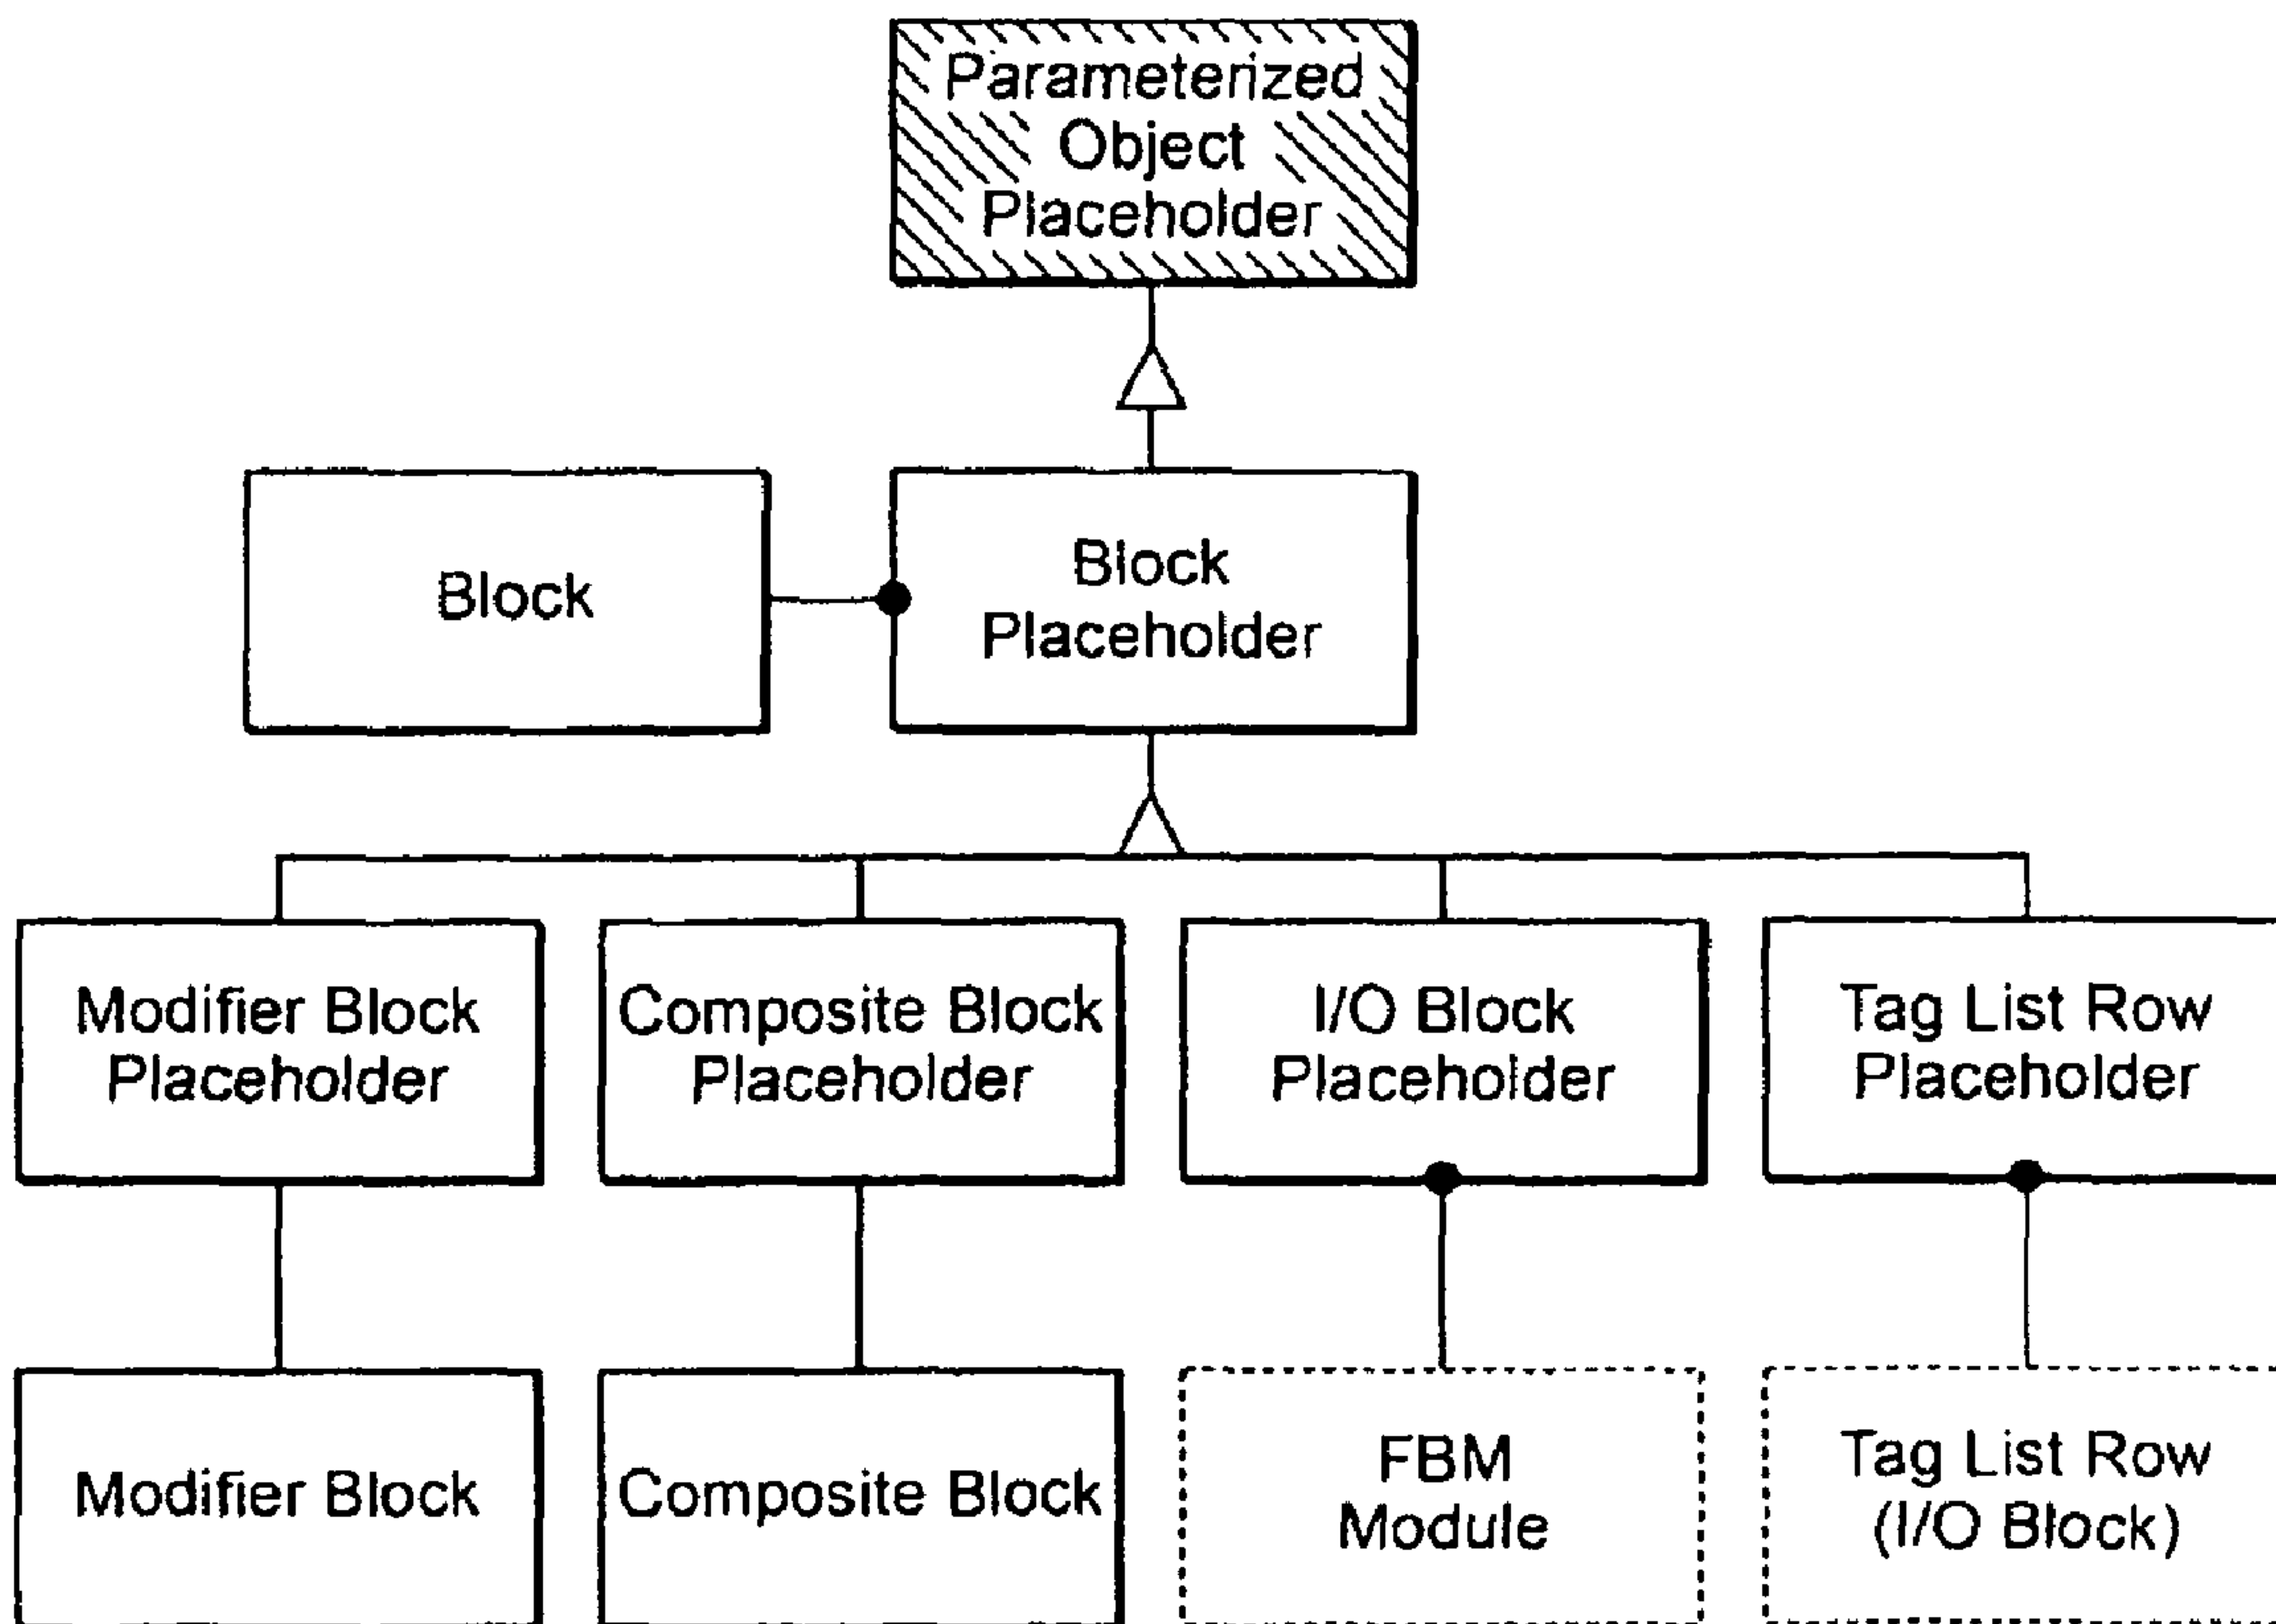 Parameterized
Object
Placeholder
Block
Block
Placeholder
Modifier Block
Placeholder
Composite Block
Placeholder
I/O Block
Placeholder
Tag List Row
Placeholder
Modifier Block
Composite Block
FBM
Module
Tag List Row
(I/O Block)